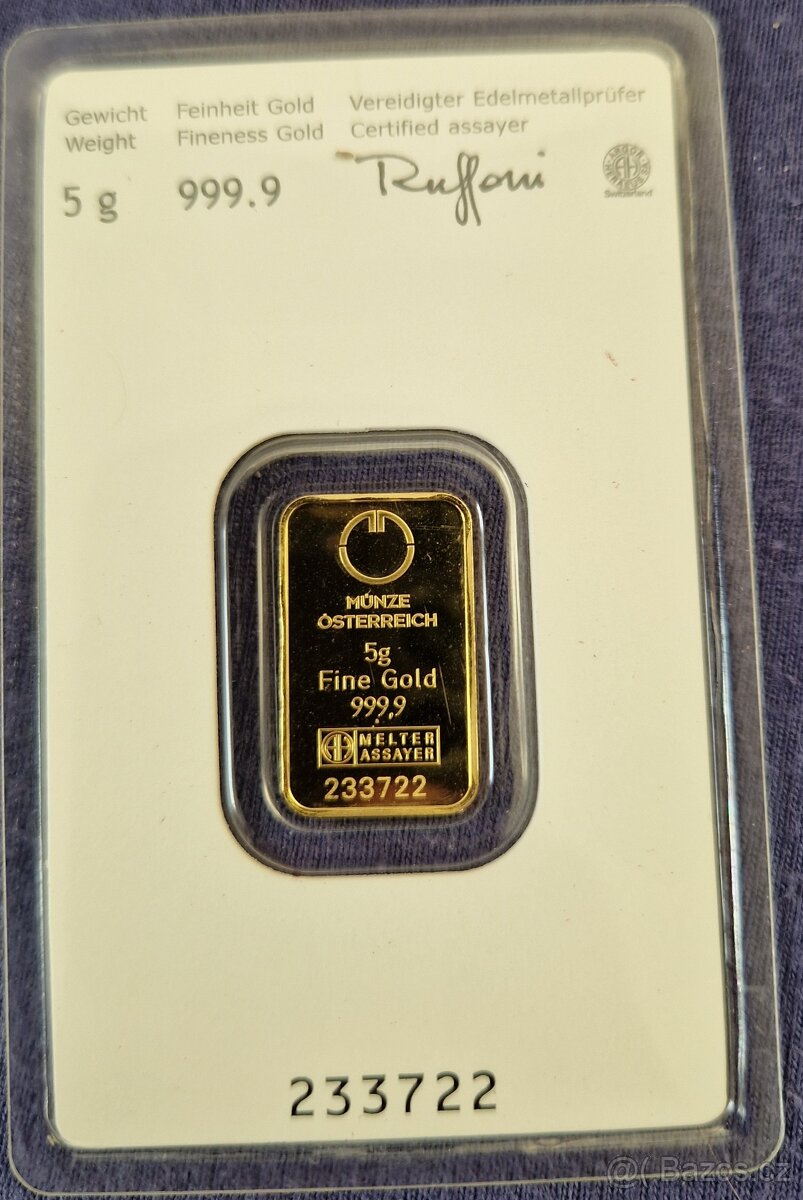 Gewicht Feinheit Gold Vereidigter Edelmetallprüfer
Weight Fineness Gold Certified assayer
5 g 999.9 Ruffoni
Switzerland
MÜNZE
ÖSTERREICH
5g
Fine Gold
999,9
AH MELTER
ASSAYER
233722
233722
@( Bazos.cz